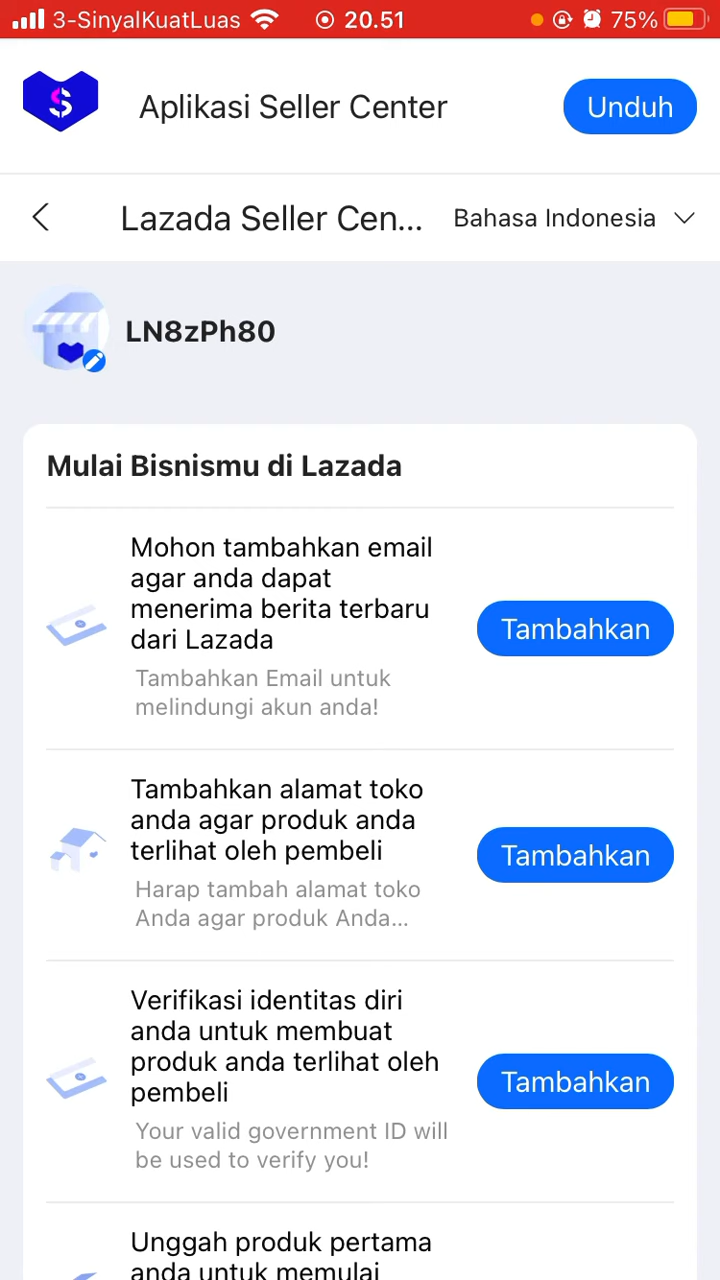 3-SinyalKuatLuas 20.51 75%
Aplikasi Seller Center Unduh
Lazada Seller Cen... Bahasa Indonesia
LN8zPh80
Mulai Bisnismu di Lazada
Mohon tambahkan email
agar anda dapat
menerima berita terbaru
dari Lazada
Tambahkan
Tambahkan Email untuk
melindungi akun anda!
Tambahkan alamat toko
anda agar produk anda
terlihat oleh pembeli
Tambahkan
Harap tambah alamat toko
Anda agar produk Anda...
Verifikasi identitas diri
anda untuk membuat
produk anda terlihat oleh
pembeli
Tambahkan
Your valid government ID will
be used to verify you!
Unggah produk pertama
anda untuk memulai